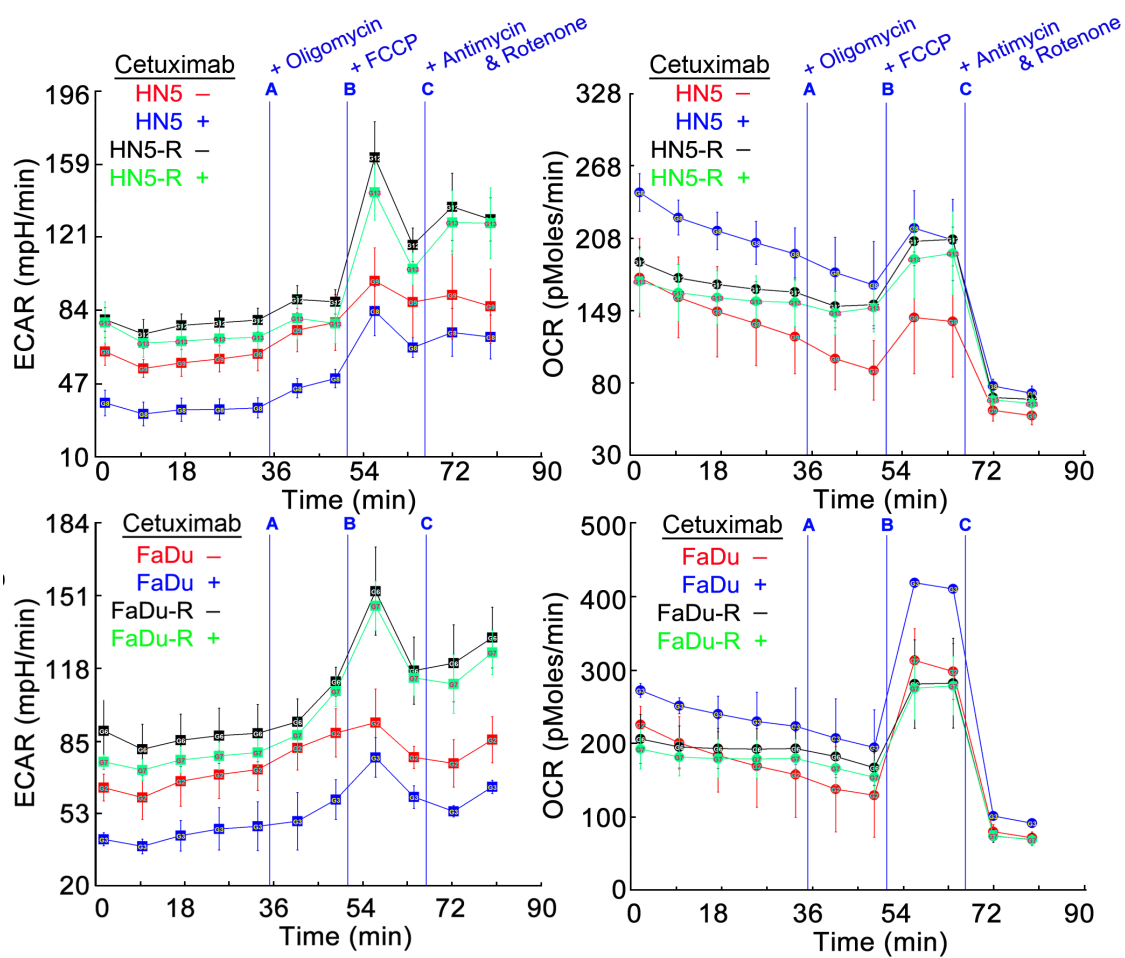 + Oligomycin
+ FCCP
+ Antimycin
& Rotenone
Cetuximab
HN5 –
HN5 +
HN5-R –
HN5-R +
A
B
C
196
159
121
84
47
10
ECAR (mpH/min)
0 18 36 54 72 90
Time (min)
+ Oligomycin
+ FCCP
+ Antimycin
& Rotenone
Cetuximab
HN5 –
HN5 +
HN5-R –
HN5-R +
A
B
C
328
268
208
149
80
30
OCR (pMoles/min)
0 18 36 54 72 90
Time (min)
Cetuximab
FaDu –
FaDu +
FaDu-R –
FaDu-R +
A
B
C
184
151
118
85
53
20
ECAR (mpH/min)
0 18 36 54 72 90
Time (min)
Cetuximab
FaDu –
FaDu +
FaDu-R –
FaDu-R +
A
B
C
500
400
300
200
100
0
OCR (pMoles/min)
0 18 36 54 72 90
Time (min)